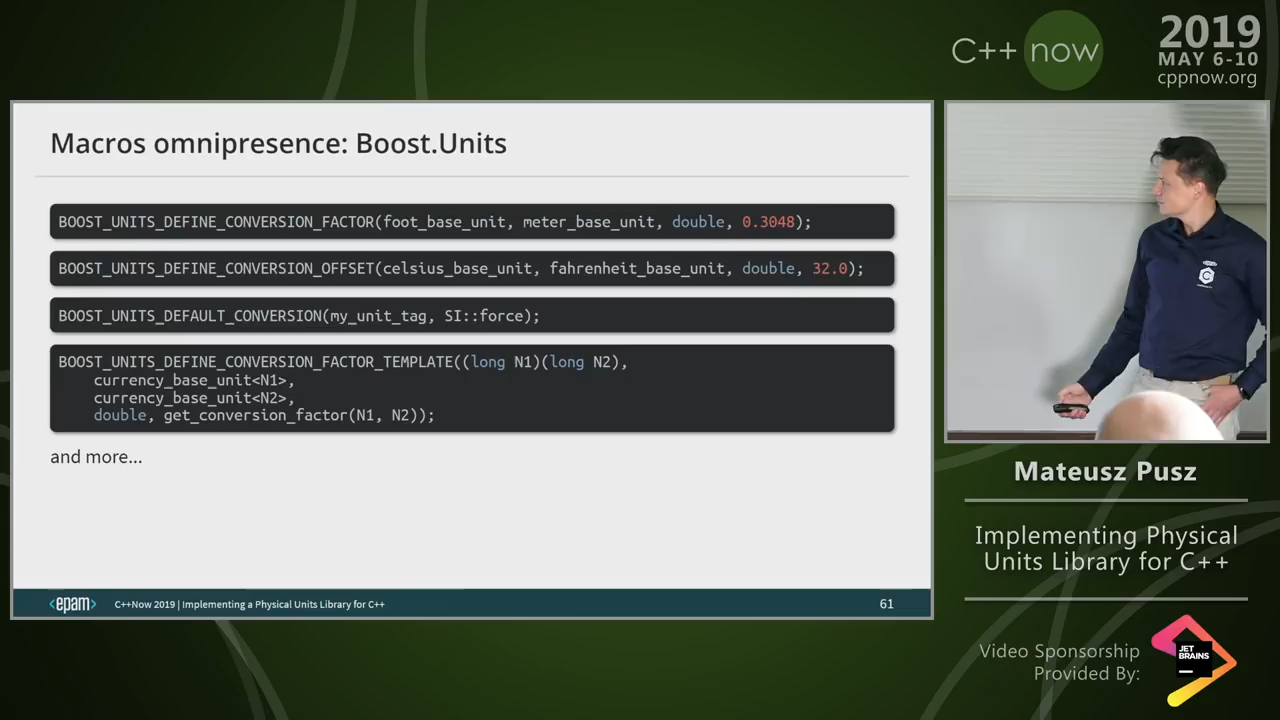 C++ now
2019
MAY 6-10
cppnow.org
Macros omnipresence: Boost.Units
BOOST_UNITS_DEFINE_CONVERSION_FACTOR(foot_base_unit, meter_base_unit, double, 0.3048);
BOOST_UNITS_DEFINE_CONVERSION_OFFSET(celsius_base_unit, fahrenheit_base_unit, double, 32.0);
BOOST_UNITS_DEFAULT_CONVERSION(my_unit_tag, SI::force);
BOOST_UNITS_DEFINE_CONVERSION_FACTOR_TEMPLATE((long N1)(long N2),
currency_base_unit<N1>,
currency_base_unit<N2>,
double, get_conversion_factor(N1, N2));
and more...
<epam> C++Now 2019 | Implementing a Physical Units Library for C++ 61
Mateusz Pusz
Implementing Physical
Units Library for C++
Video Sponsorship
Provided By:
JET
BRAINS